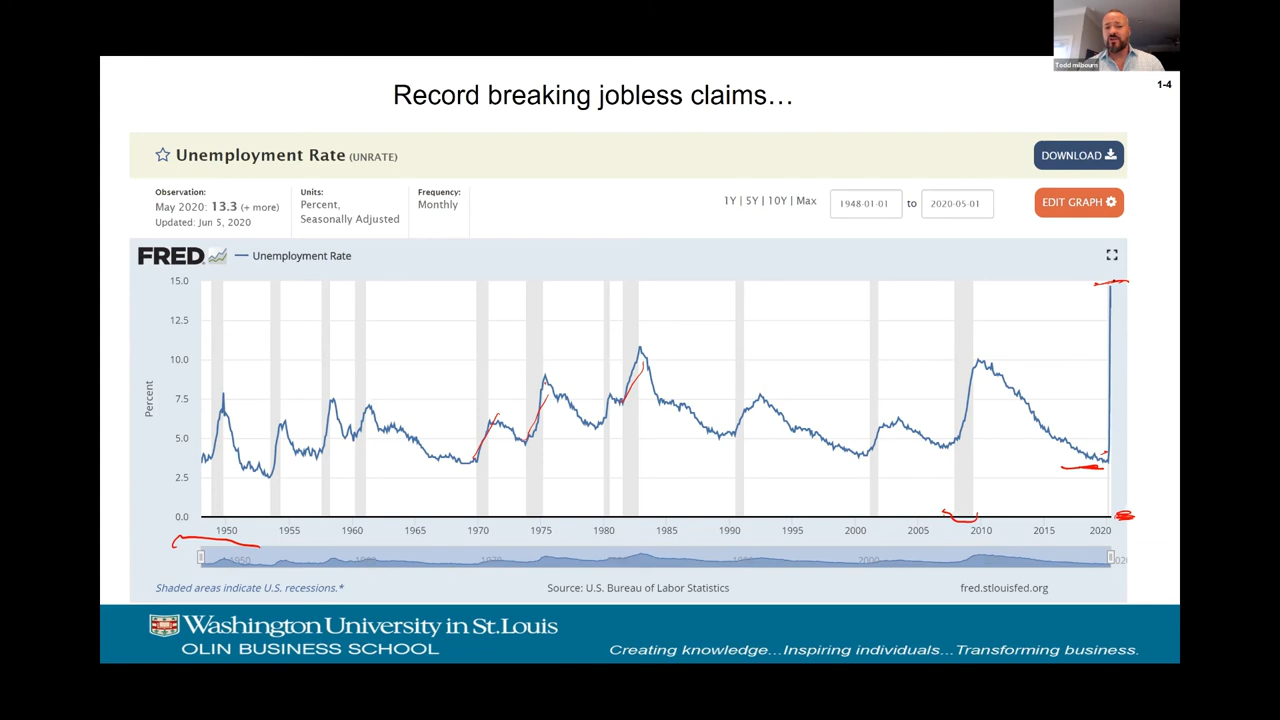 Todd milbourn
1-4
Record breaking jobless claims…
Unemployment Rate (UNRATE)
DOWNLOAD
Observation:
May 2020: 13.3 (+ more)
Updated: Jun 5, 2020
Units:
Percent,
Seasonally Adjusted
Frequency:
Monthly
1Y | 5Y | 10Y | Max
1948-01-01 to 2020-05-01
EDIT GRAPH
FRED
Unemployment Rate
15.0
12.5
10.0
7.5
5.0
2.5
0.0
Percent
1950 1955 1960 1965 1970 1975 1980 1985 1990 1995 2000 2005 2010 2015 2020
1950 1970 2000
Shaded areas indicate U.S. recessions.*
Source: U.S. Bureau of Labor Statistics
fred.stlouisfed.org
Washington University in St. Louis
OLIN BUSINESS SCHOOL
Creating knowledge…Inspiring individuals…Transforming business.